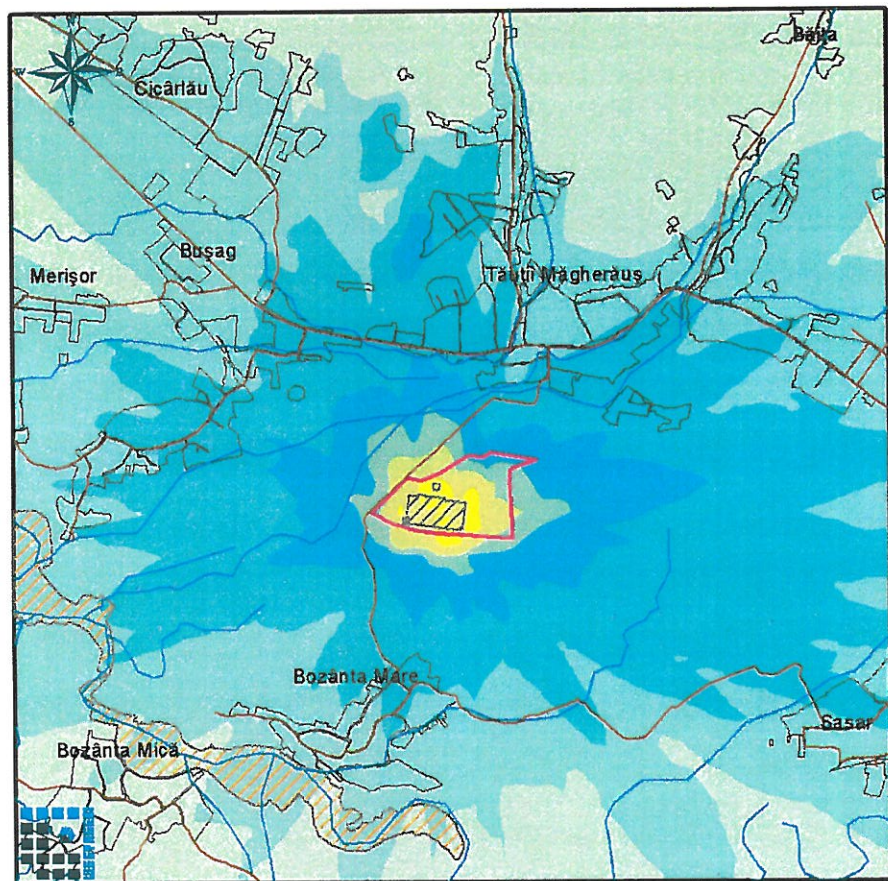 Băița
Cicârlău
W
S
Bușag
Merișor
Tăuții Măgherăuș
Bozânta Mare
Sasar
Bozânta Mică